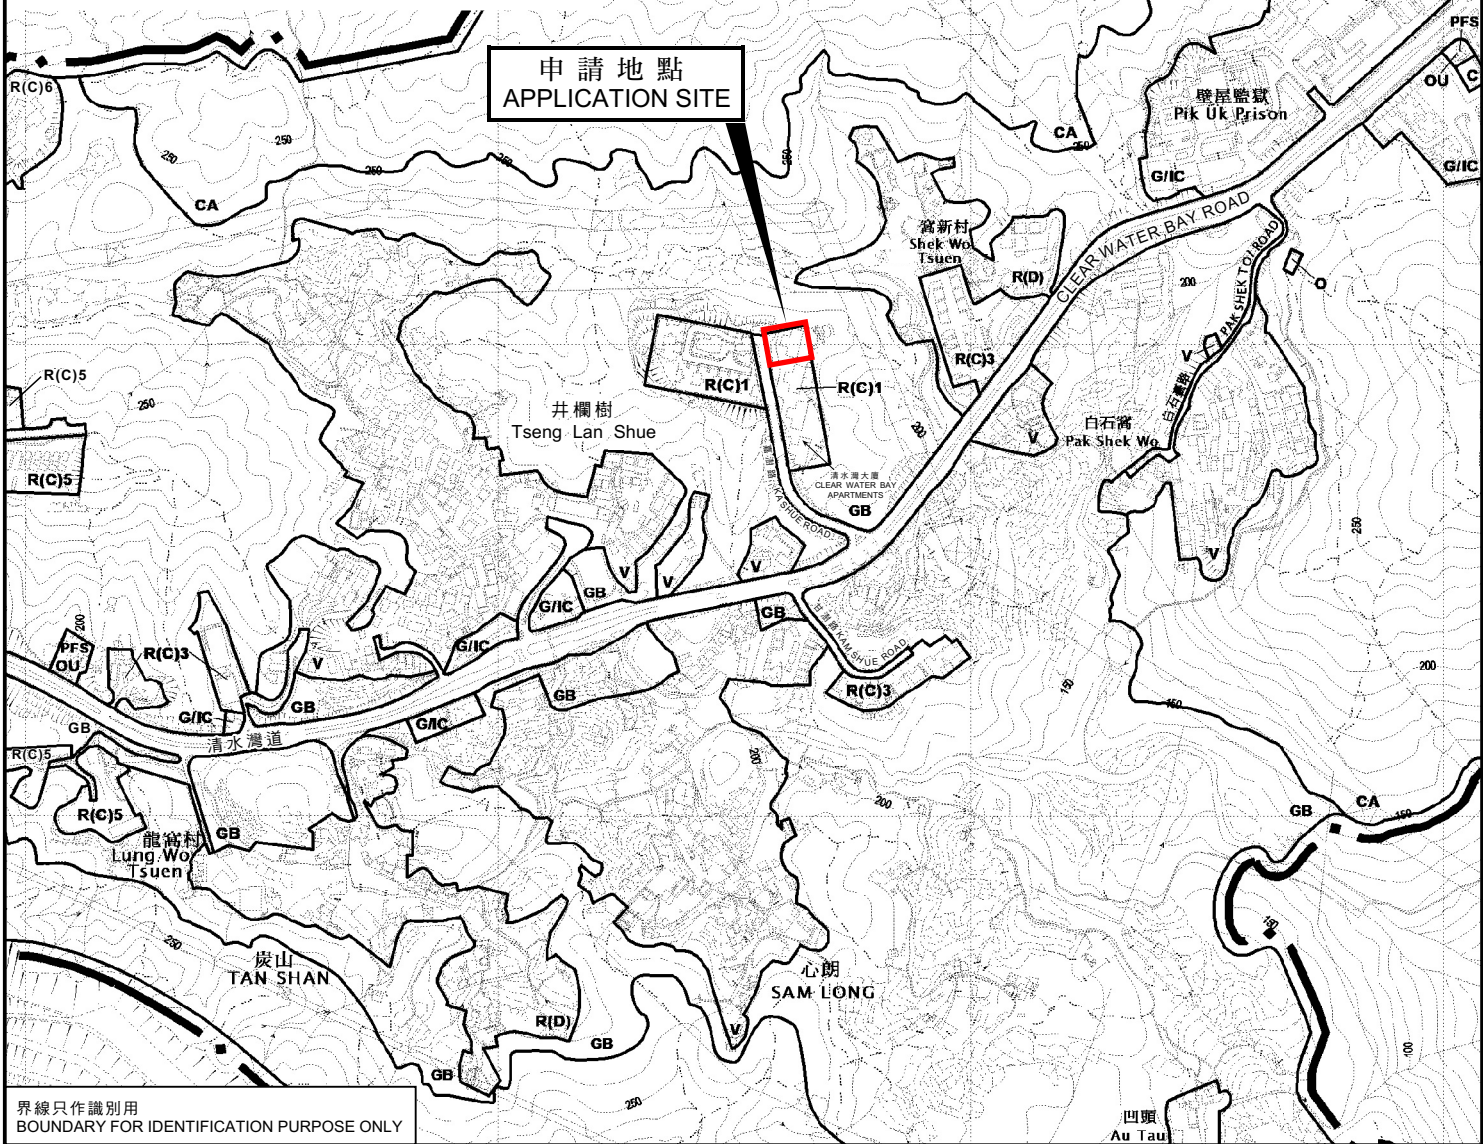 申請地點
APPLICATION SITE
PFS
OU
C
R(C)6
250
250
250
250
250
CA
CA
250
壁屋監獄
Pik Uk Prison
G/IC
G/IC
CLEAR WATER BAY ROAD
窩新村
Shek Wo
Tsuen
R(D)
200
PAK SHEK TOI ROAD
O
V
R(C)1
R(C)1
R(C)3
R(C)5
250
井欄樹
Tseng Lan Shue
200
V
白石窩
Pak Shek Wo
R(C)5
清水灣大廈
CLEAR WATER BAY
APARTMENTS
GB
KA SHUE ROAD
250
V
V
V
V
GB
G/IC
GB
KAM SHUE ROAD
200
PFS
OU
R(C)3
V
G/IC
R(C)3
200
150
150
GB
GB
G/IC
G/IC
GB
清水灣道
R(C)5
200
200
GB
CA
150
R(C)5
GB
龍窩村
Lung Wo
Tsuen
150
250
炭山
TAN SHAN
心朗
SAM LONG
R(D)
GB
V
GB
100
250
凹頭
Au Tau
界線只作識別用
BOUNDARY FOR IDENTIFICATION PURPOSE ONLY